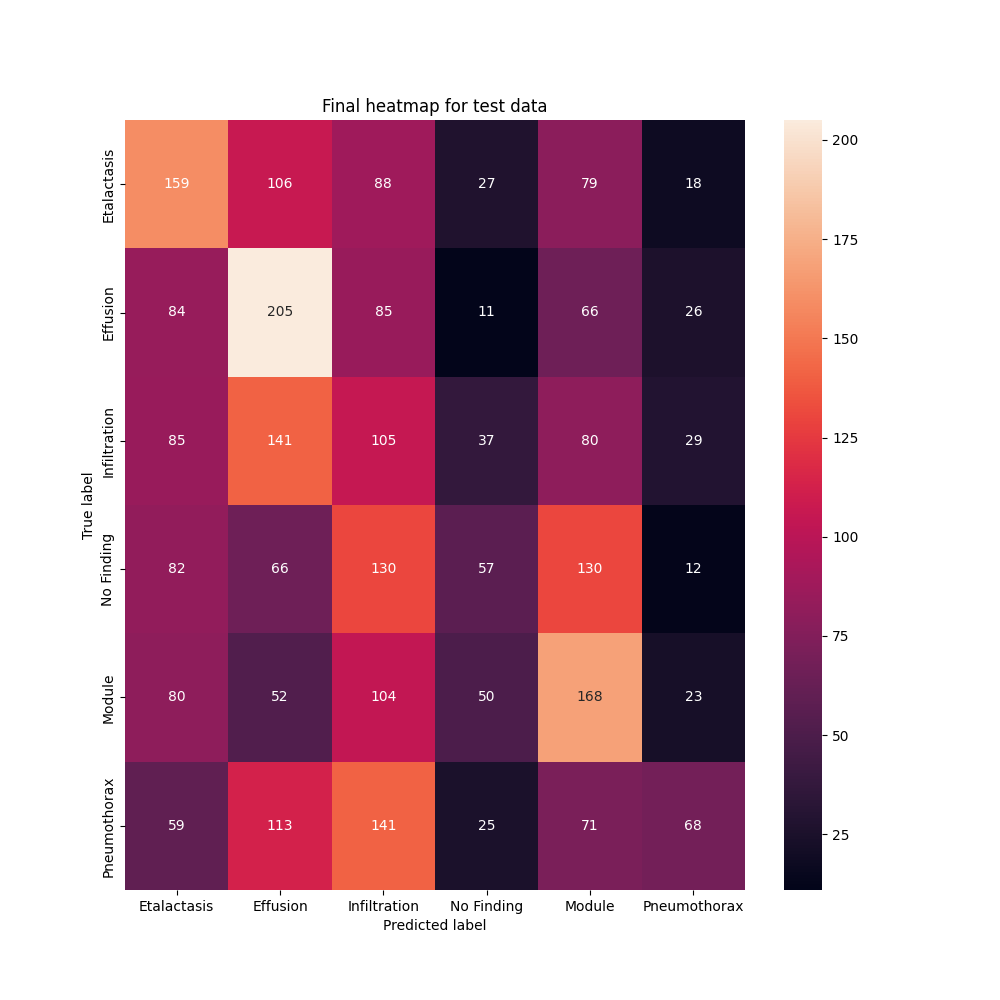 Final heatmap for test data
True label
Etalactasis 159 106 88 27 79 18
Effusion 84 205 85 11 66 26
Infiltration 85 141 105 37 80 29
No Finding 82 66 130 57 130 12
Module 80 52 104 50 168 23
Pneumothorax 59 113 141 25 71 68
Etalactasis Effusion Infiltration No Finding Module Pneumothorax
Predicted label
200
175
150
125
100
75
50
25